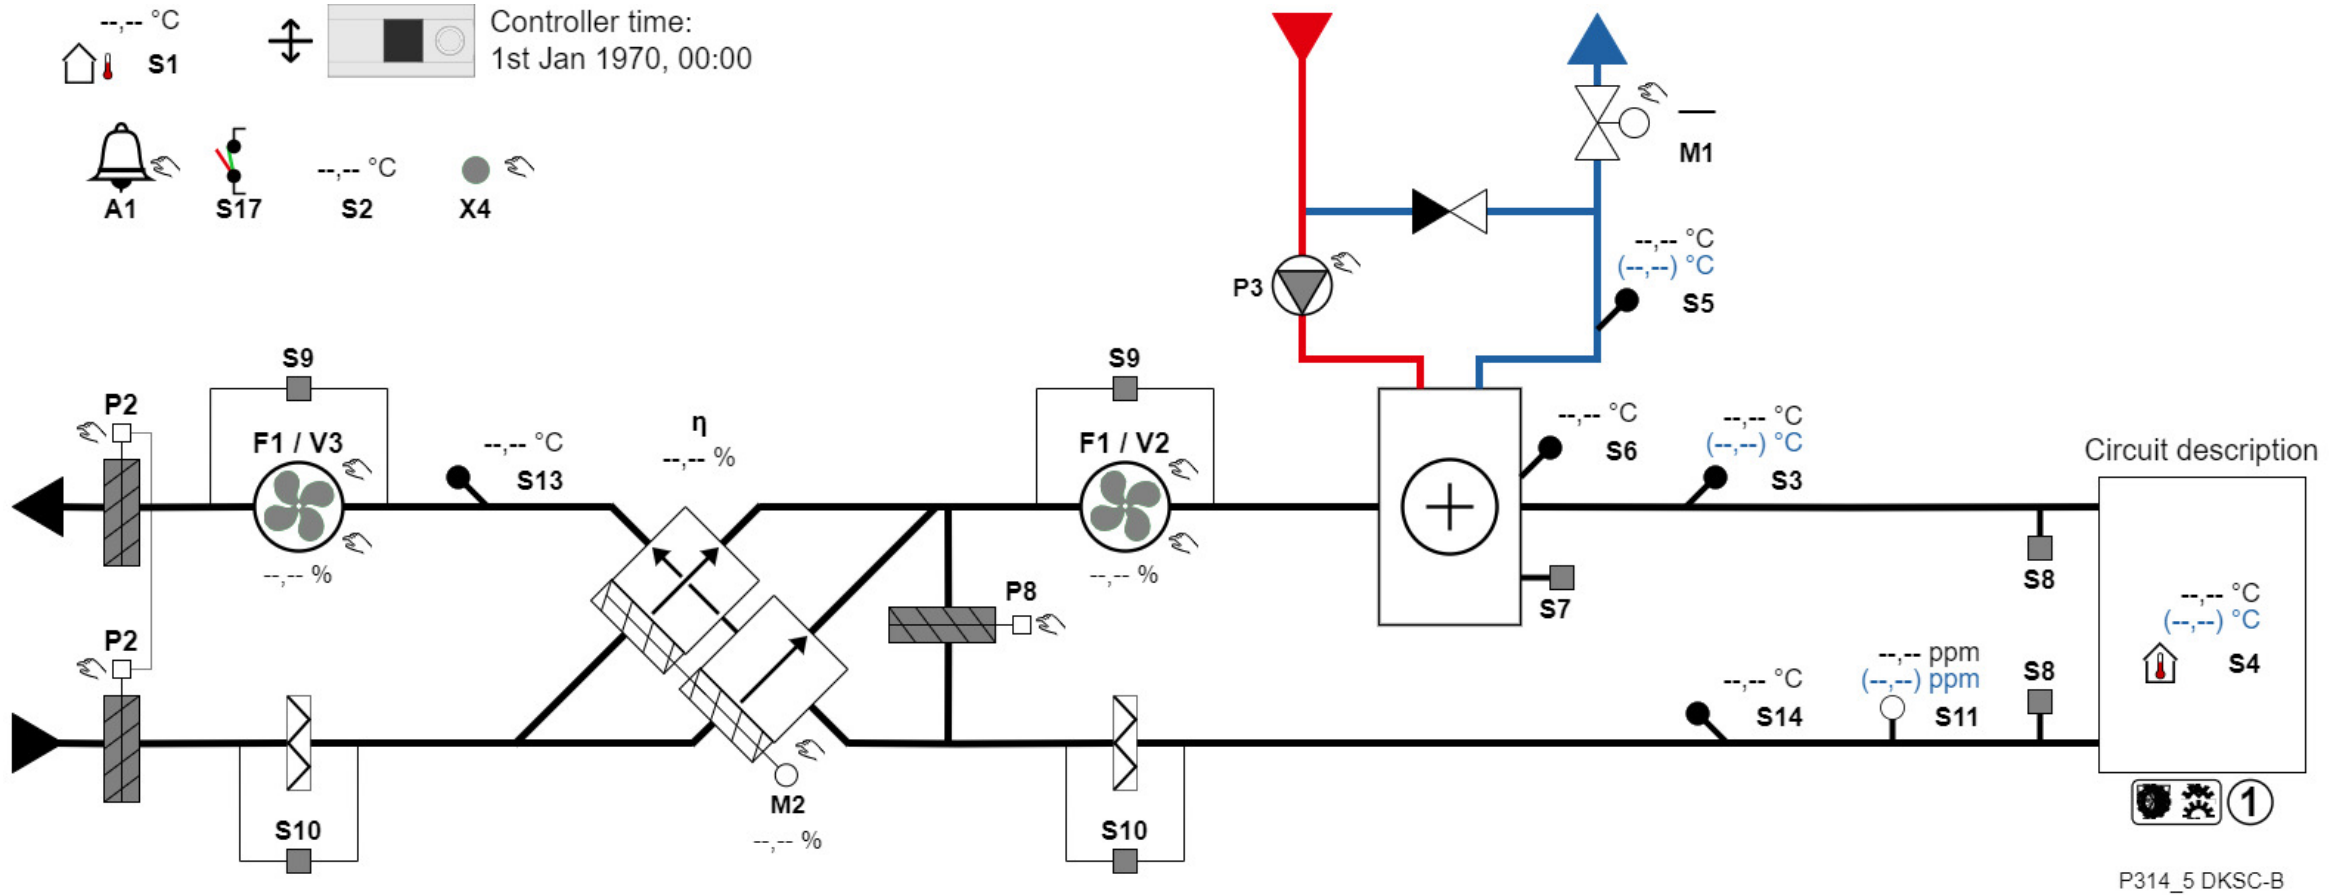 --,-- °C
S1
Controller time:
1st Jan 1970, 00:00
A1
S17
--,-- °C
S2
X4
M1
P3
--,-- °C
(--,--) °C
S5
P2
S9
F1 / V3
--,-- %
--,-- °C
S13
η
--,-- %
S9
F1 / V2
--,-- %
--,-- °C
S6
--,-- °C
(--,--) °C
S3
Circuit description
S7
S8
P8
--,-- °C
(--,--) °C
S4
P2
--,-- °C
S14
--,-- ppm
(--,--) ppm
S11
S8
M2
--,-- %
S10
S10
1
P314_5 DKSC-B